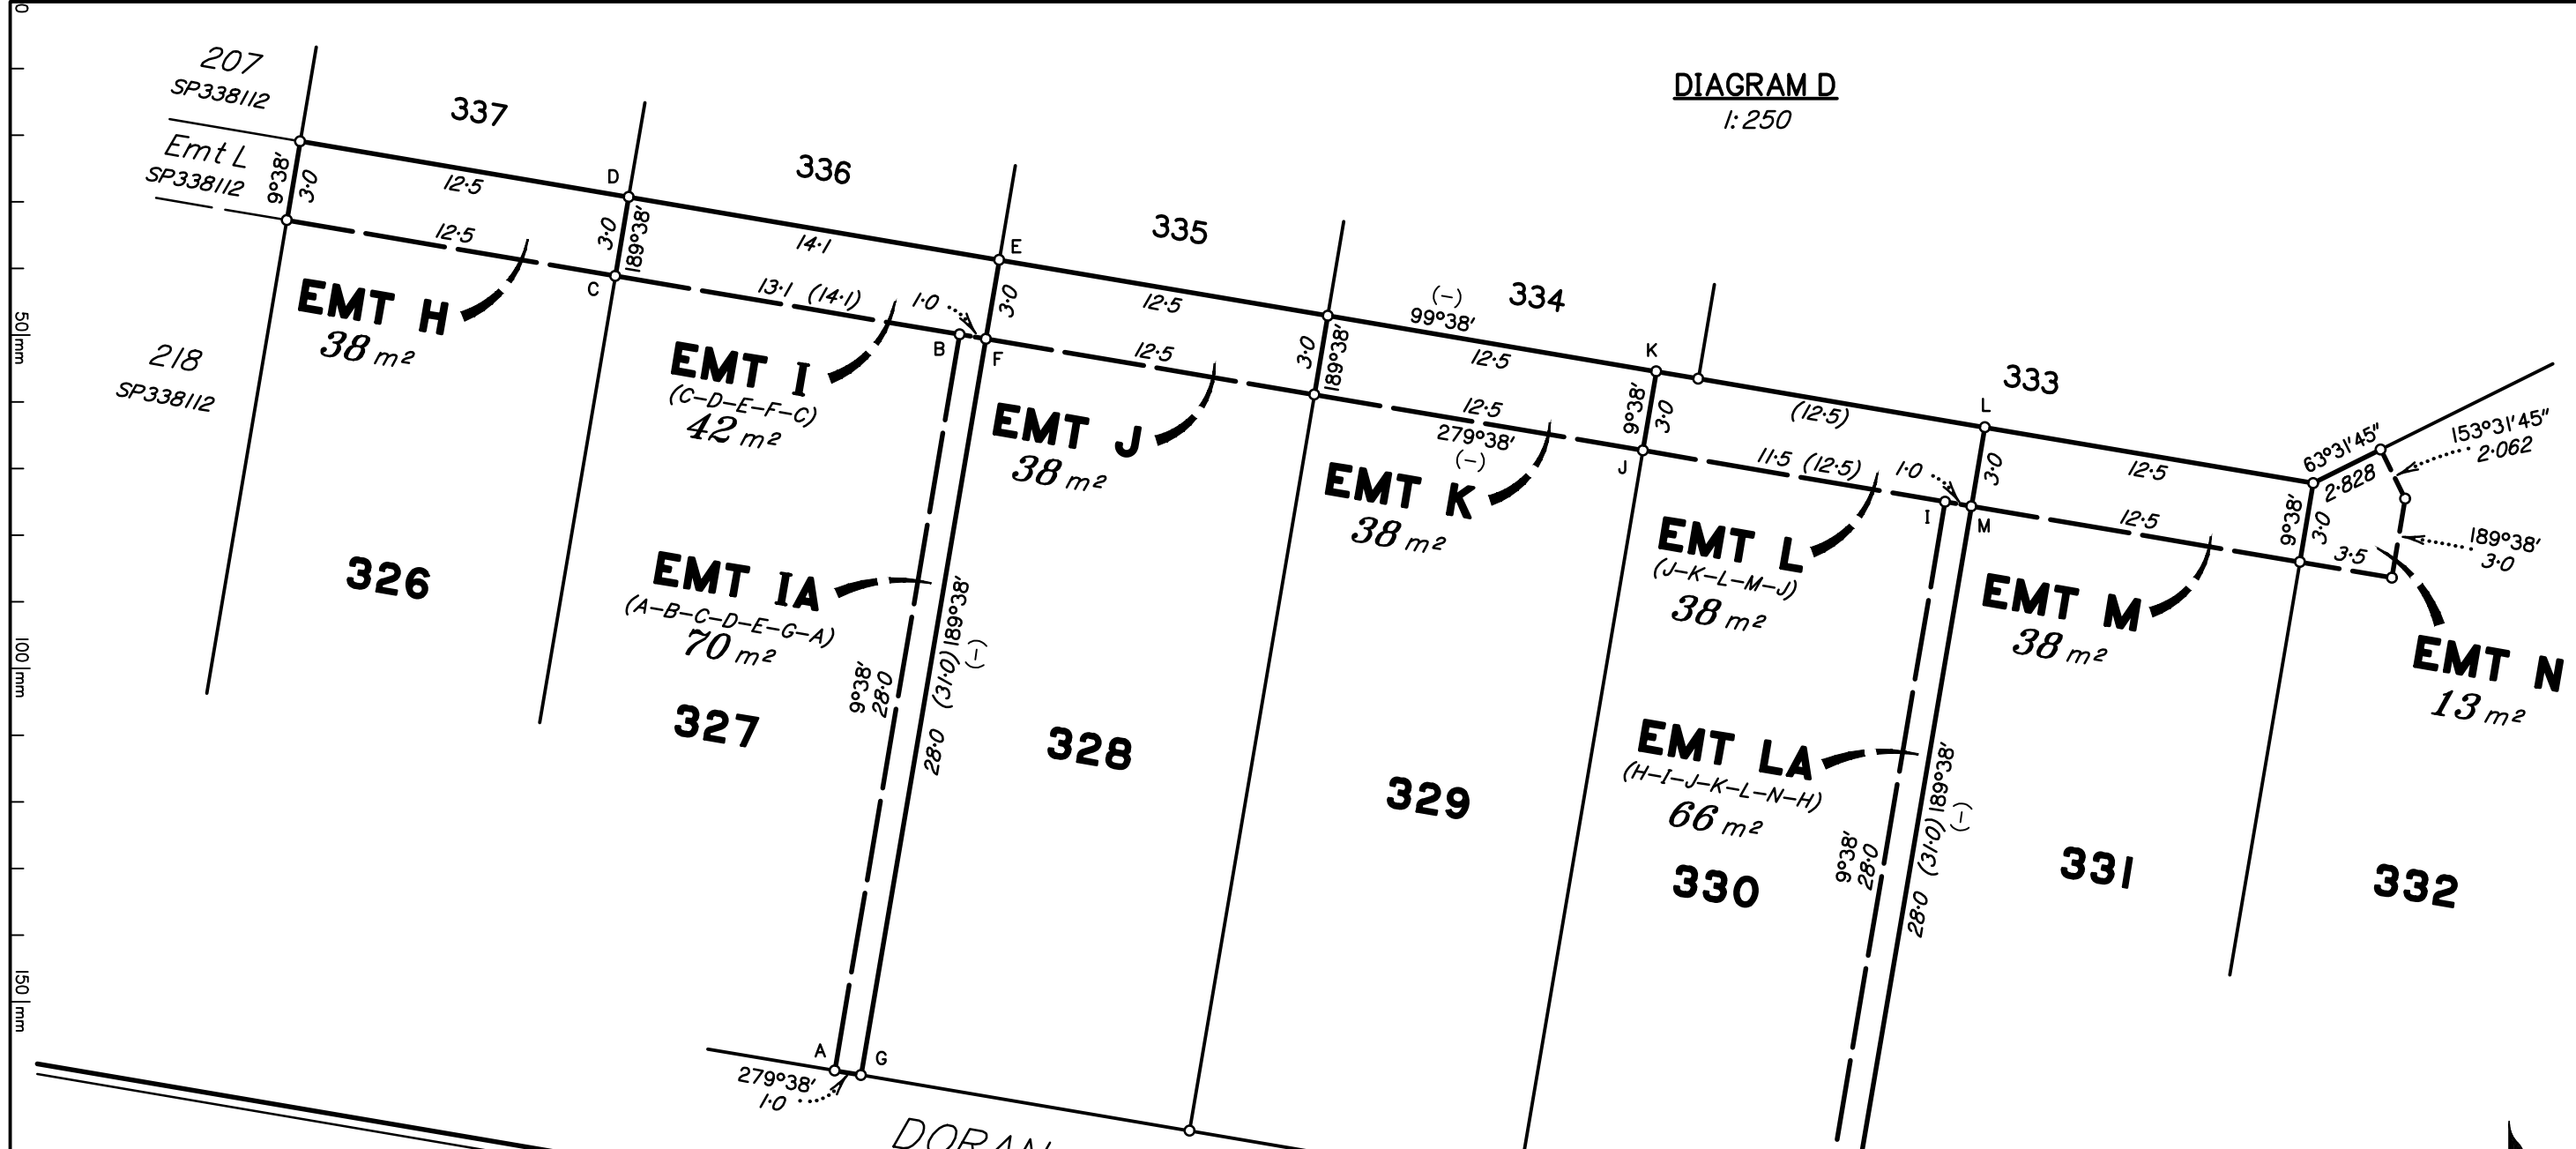 DIAGRAM D
1:250
0
50mm
100mm
150mm
207
SP338112
Emt L
SP338112
218
SP338112
337
336
335
334
333
9°38'
3·0
12·5
12·5
D
3·0
189°38'
C
14·1
13·1 (14·1)
1·0
B
E
3·0
F
12·5
12·5
3·0
189°38'
(–)
99°38'
12·5
12·5
279°38'
(–)
K
9°38'
3·0
J
(12·5)
11·5 (12·5)
1·0
I
L
3·0
M
12·5
12·5
9°38'
3·0
63°31'45"
2·828
153°31'45"
2·062
189°38'
3·0
3·5
EMT H
38 m²
EMT I
(C–D–E–F–C)
42 m²
EMT J
38 m²
EMT K
38 m²
EMT L
(J–K–L–M–J)
38 m²
EMT M
38 m²
EMT N
13 m²
EMT IA
(A–B–C–D–E–G–A)
70 m²
EMT LA
(H–I–J–K–L–N–H)
66 m²
9°38'
28·0
28·0 (31·0) 189°38'
(–)
9°38'
28·0
28·0 (31·0) 189°38'
(–)
326
327
328
329
330
331
332
A
G
279°38'
1·0
DORAN